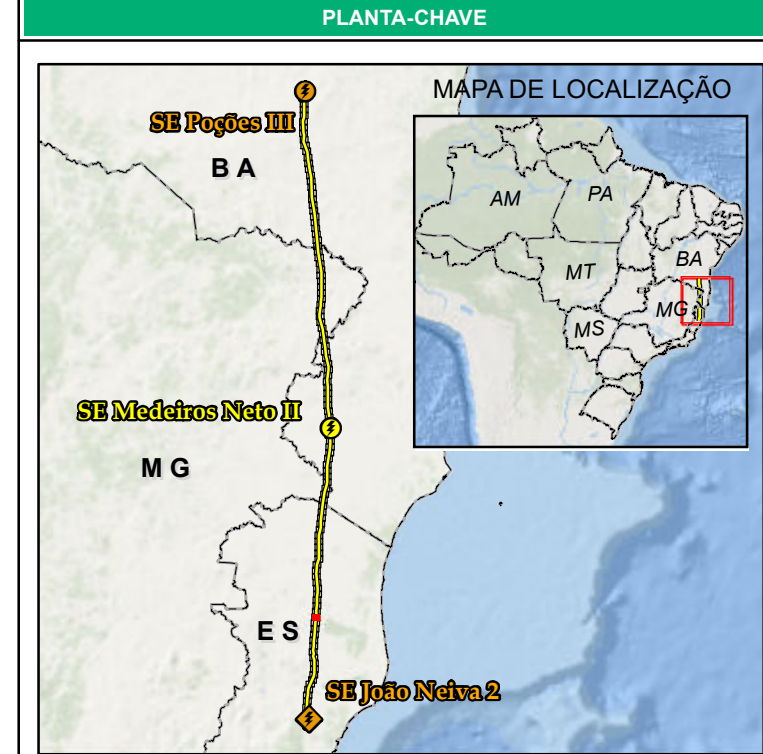 PLANTA-CHAVE
MAPA DE LOCALIZAÇÃO
SE Poções III
B A
AM
PA
BA
MT
MG
MS
SE Medeiros Neto II
M G
E S
SE João Neiva 2